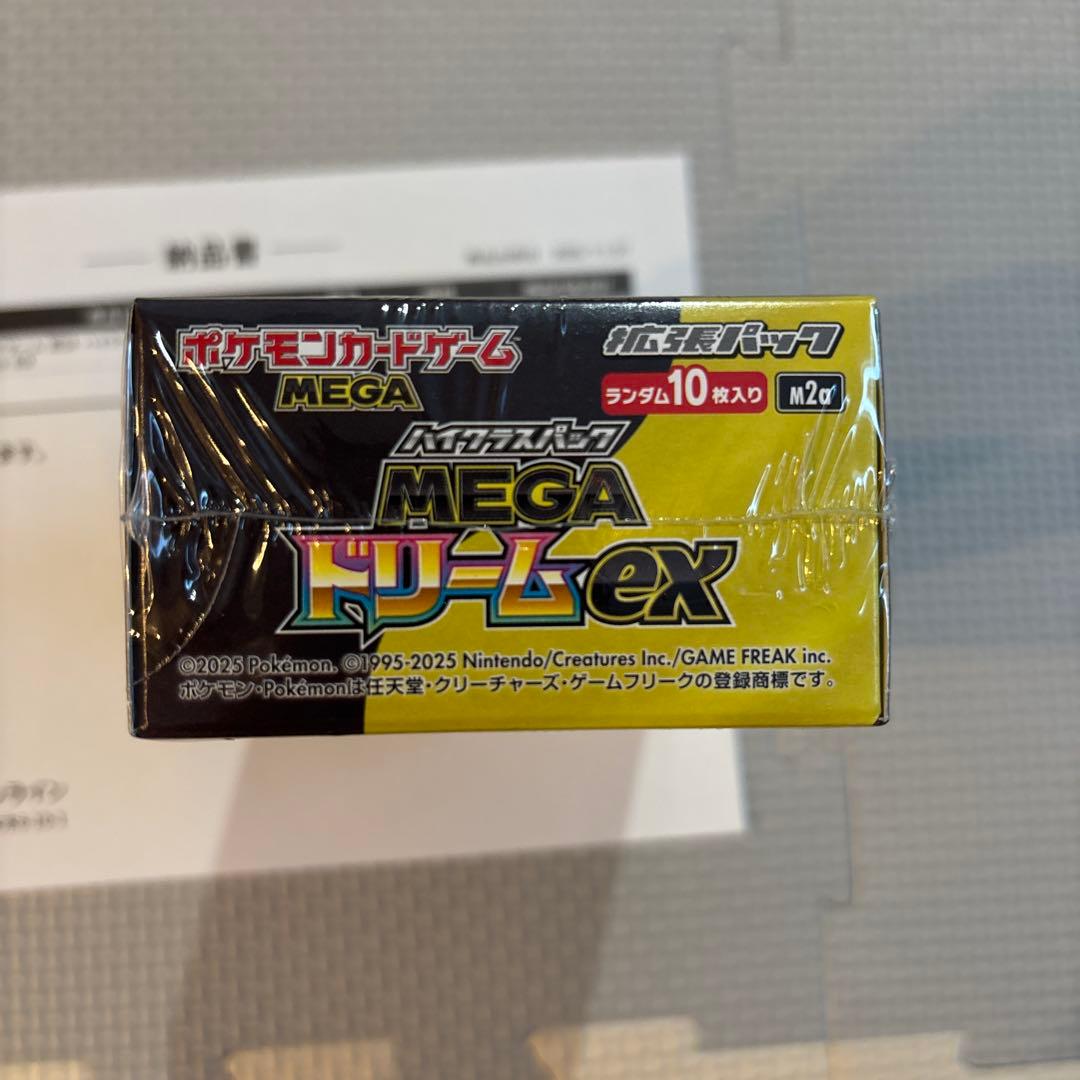 納品書
ポケモンカードゲーム
MEGA
拡張パック
ランダム10枚入り
M2a
ハイクラスパック
MEGA
ドリームex
©2025 Pokémon. ©1995-2025 Nintendo/Creatures Inc./GAME FREAK inc.
ポケモン・Pokémonは任天堂・クリーチャーズ・ゲームフリークの登録商標です。
ライン